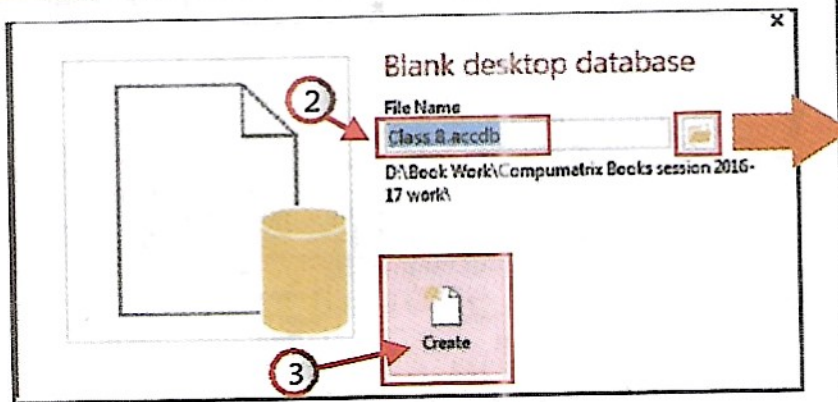 Blank desktop database
2
File Name
Class 8.accdb
D:\Book Work\Compumatrix Books session 2016-
17 work\
Create
3